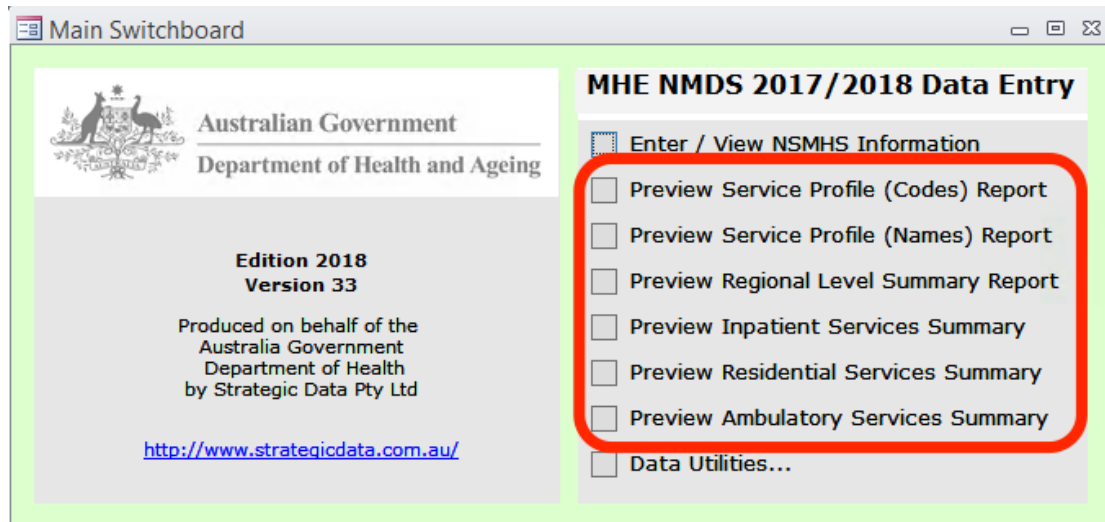 Main Switchboard
Australian Government
Department of Health and Ageing
Edition 2018
Version 33
Produced on behalf of the
Australia Government
Department of Health
by Strategic Data Pty Ltd
http://www.strategicdata.com.au/
MHE NMDS 2017/2018 Data Entry
Enter / View NSMHS Information
Preview Service Profile (Codes) Report
Preview Service Profile (Names) Report
Preview Regional Level Summary Report
Preview Inpatient Services Summary
Preview Residential Services Summary
Preview Ambulatory Services Summary
Data Utilities...